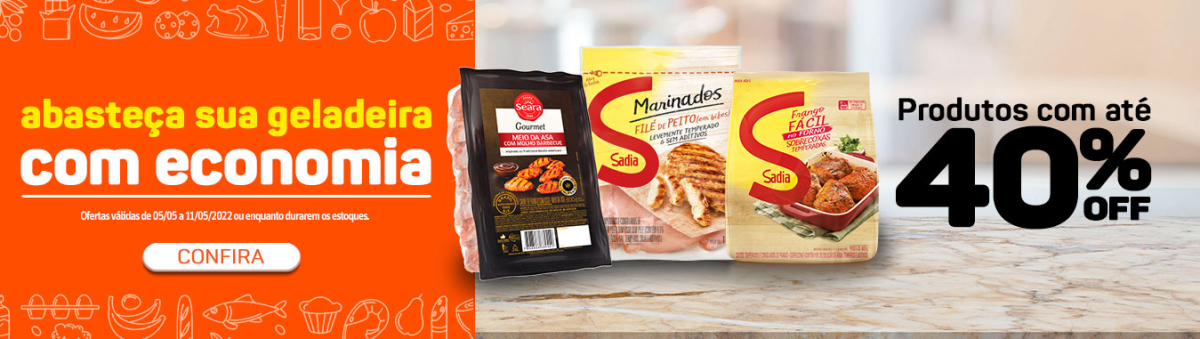 abasteça sua geladeira
com economia
Ofertas válidas de 05/05 a 11/05/2022 ou enquanto durarem os estoques.
CONFIRA
Seara
Gourmet
MEIO DA ASA
COM MOLHO BARBECUE
Marinados
FILÉ DE PEITO (em bifes)
LEVEMENTE TEMPERADO
& SEM ADITIVOS
S
Sadia
Frango
FÁCIL
no FORNO
SOBRECOXAS
TEMPERADAS
S
Sadia
Produtos com até
40%
OFF